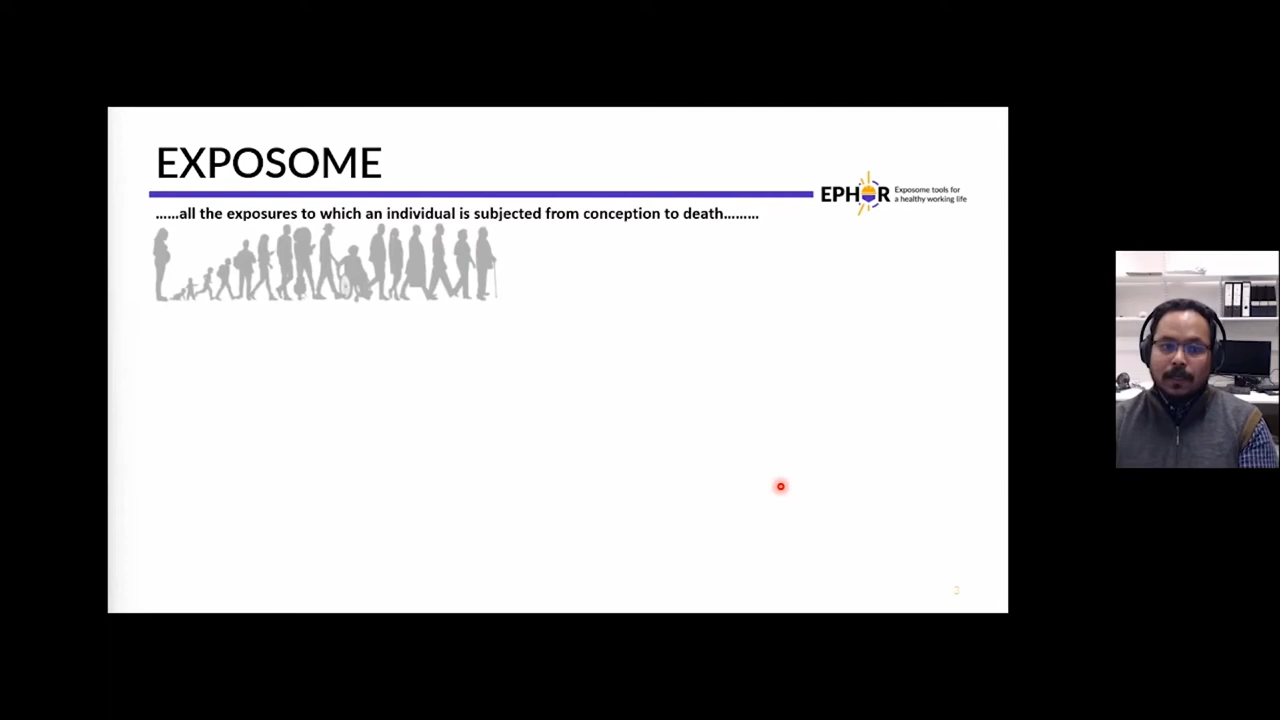 EXPOSOME
......all the exposures to which an individual is subjected from conception to death.........
EPHOR
Exposome tools for
a healthy working life